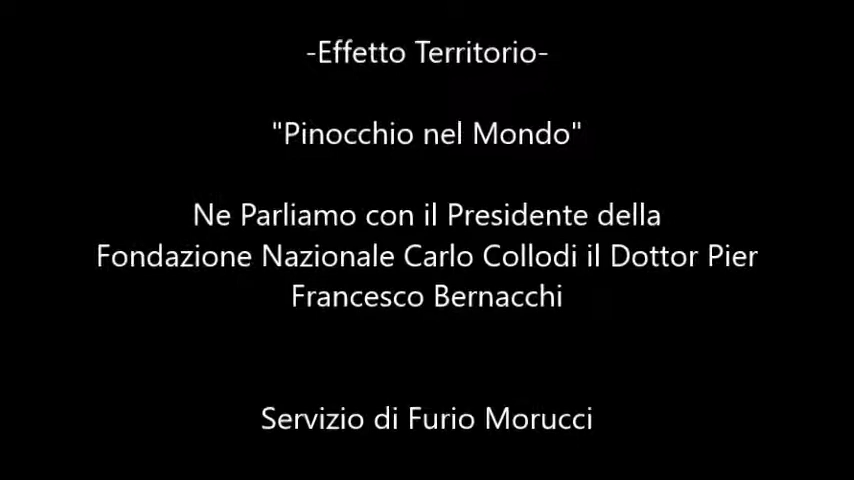 -Effetto Territorio-
"Pinocchio nel Mondo"
Ne Parliamo con il Presidente della
Fondazione Nazionale Carlo Collodi il Dottor Pier
Francesco Bernacchi
Servizio di Furio Morucci